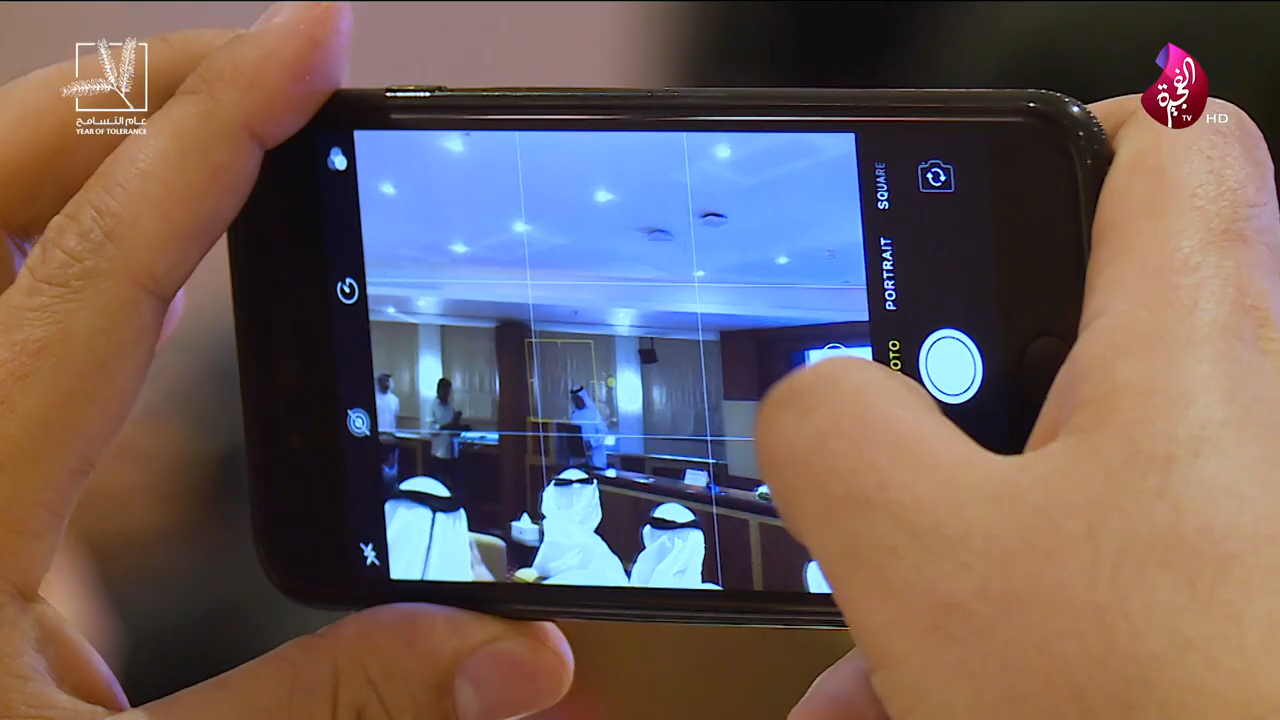 عام التسامح
YEAR OF TOLERANCE
الفجيرة
TV HD
SQUARE
PORTRAIT
OTO